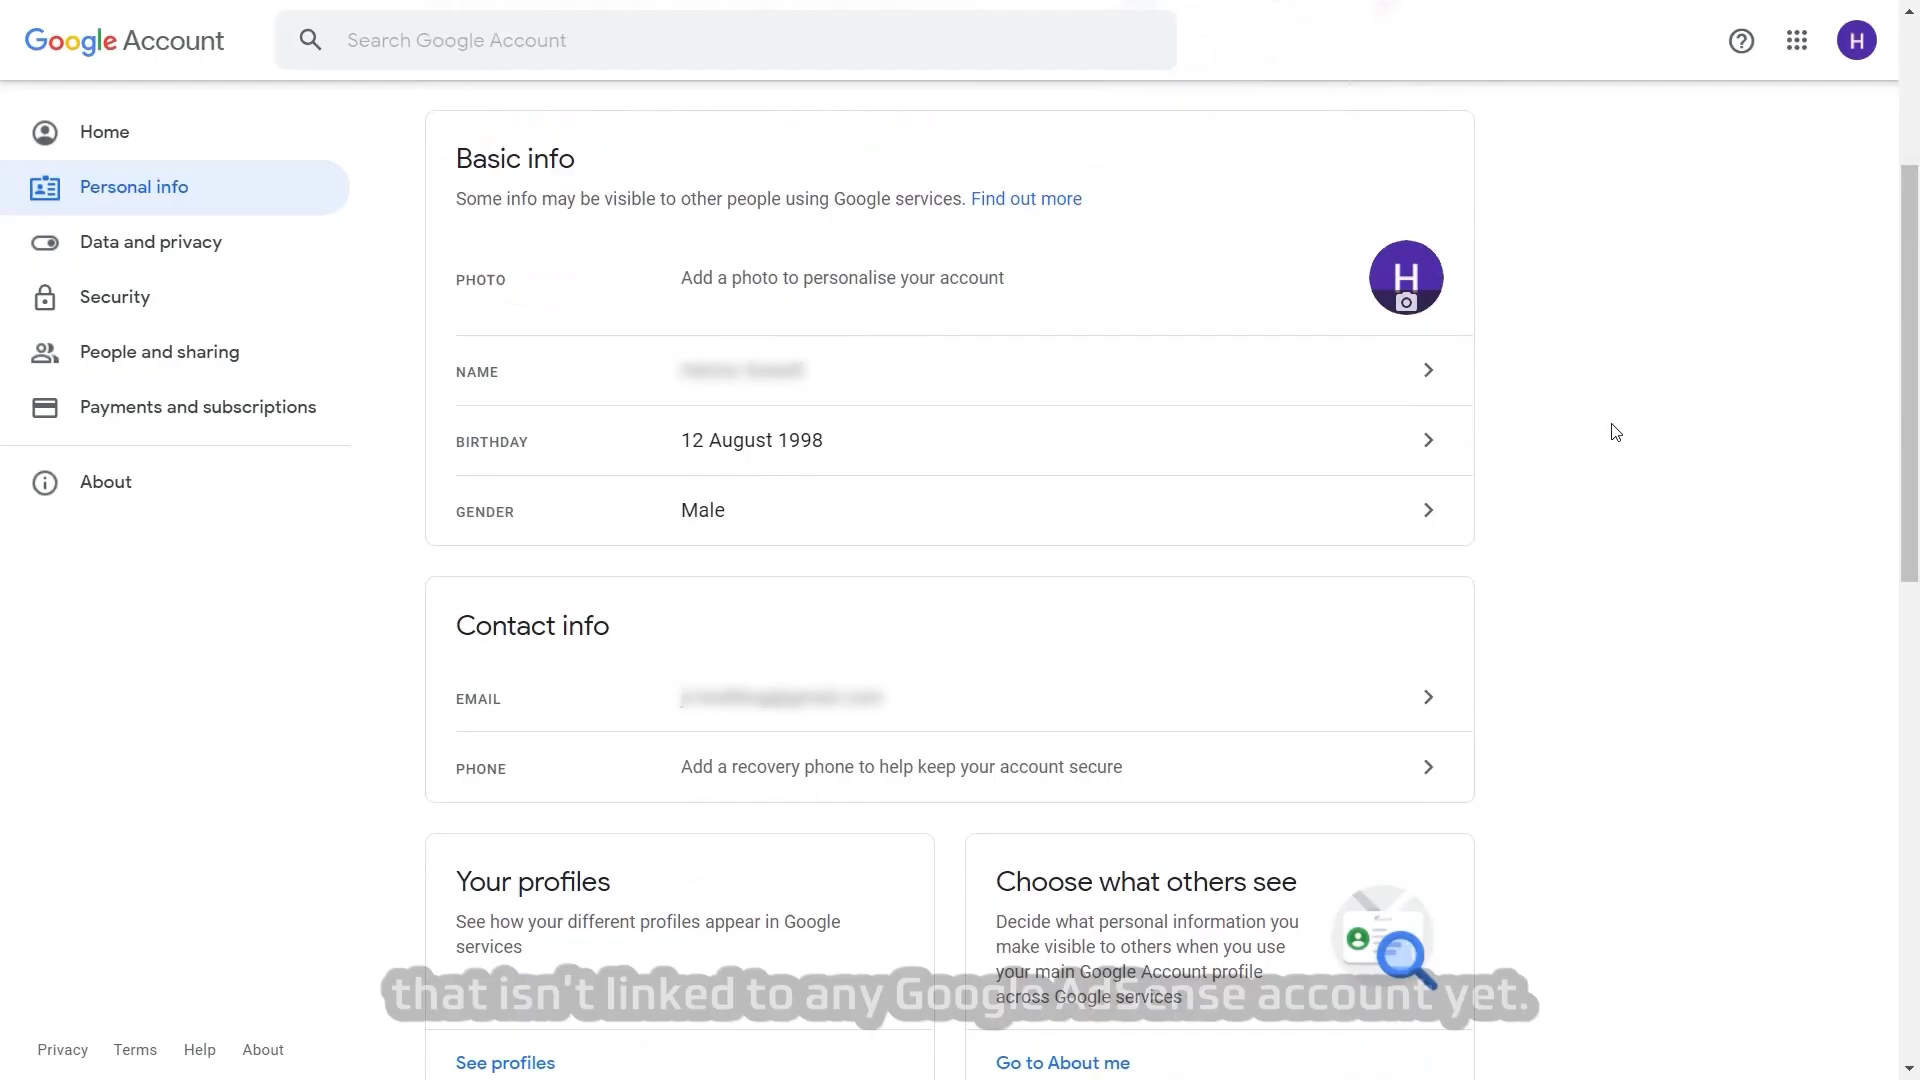 Google Account
Search Google Account
H
Home
Personal info
Data and privacy
Security
People and sharing
Payments and subscriptions
About
Basic info
Some info may be visible to other people using Google services. Find out more
PHOTO
Add a photo to personalise your account
H
NAME
BIRTHDAY
12 August 1998
GENDER
Male
Contact info
EMAIL
PHONE
Add a recovery phone to help keep your account secure
Your profiles
See how your different profiles appear in Google
services
See profiles
Choose what others see
Decide what personal information you
make visible to others when you use
your main Google Account profile
across Google services
Go to About me
that isn't linked to any Google AdSense account yet.
Privacy Terms Help About